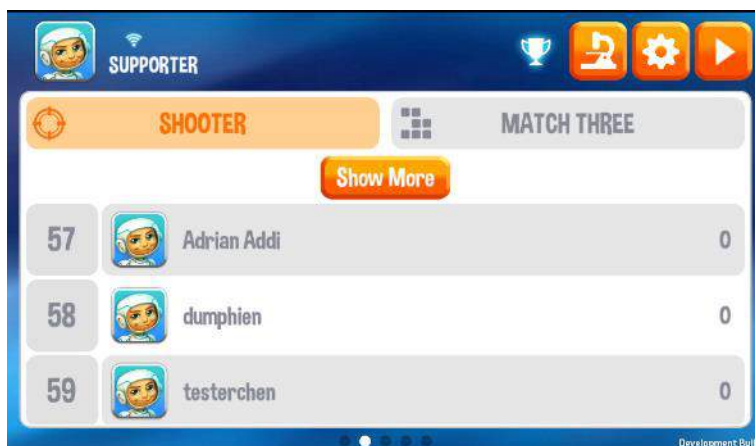 SUPPORTER
SHOOTER
MATCH THREE
Show More
57 Adrian Addi 0
58 dumphien 0
59 testerchen 0
Development